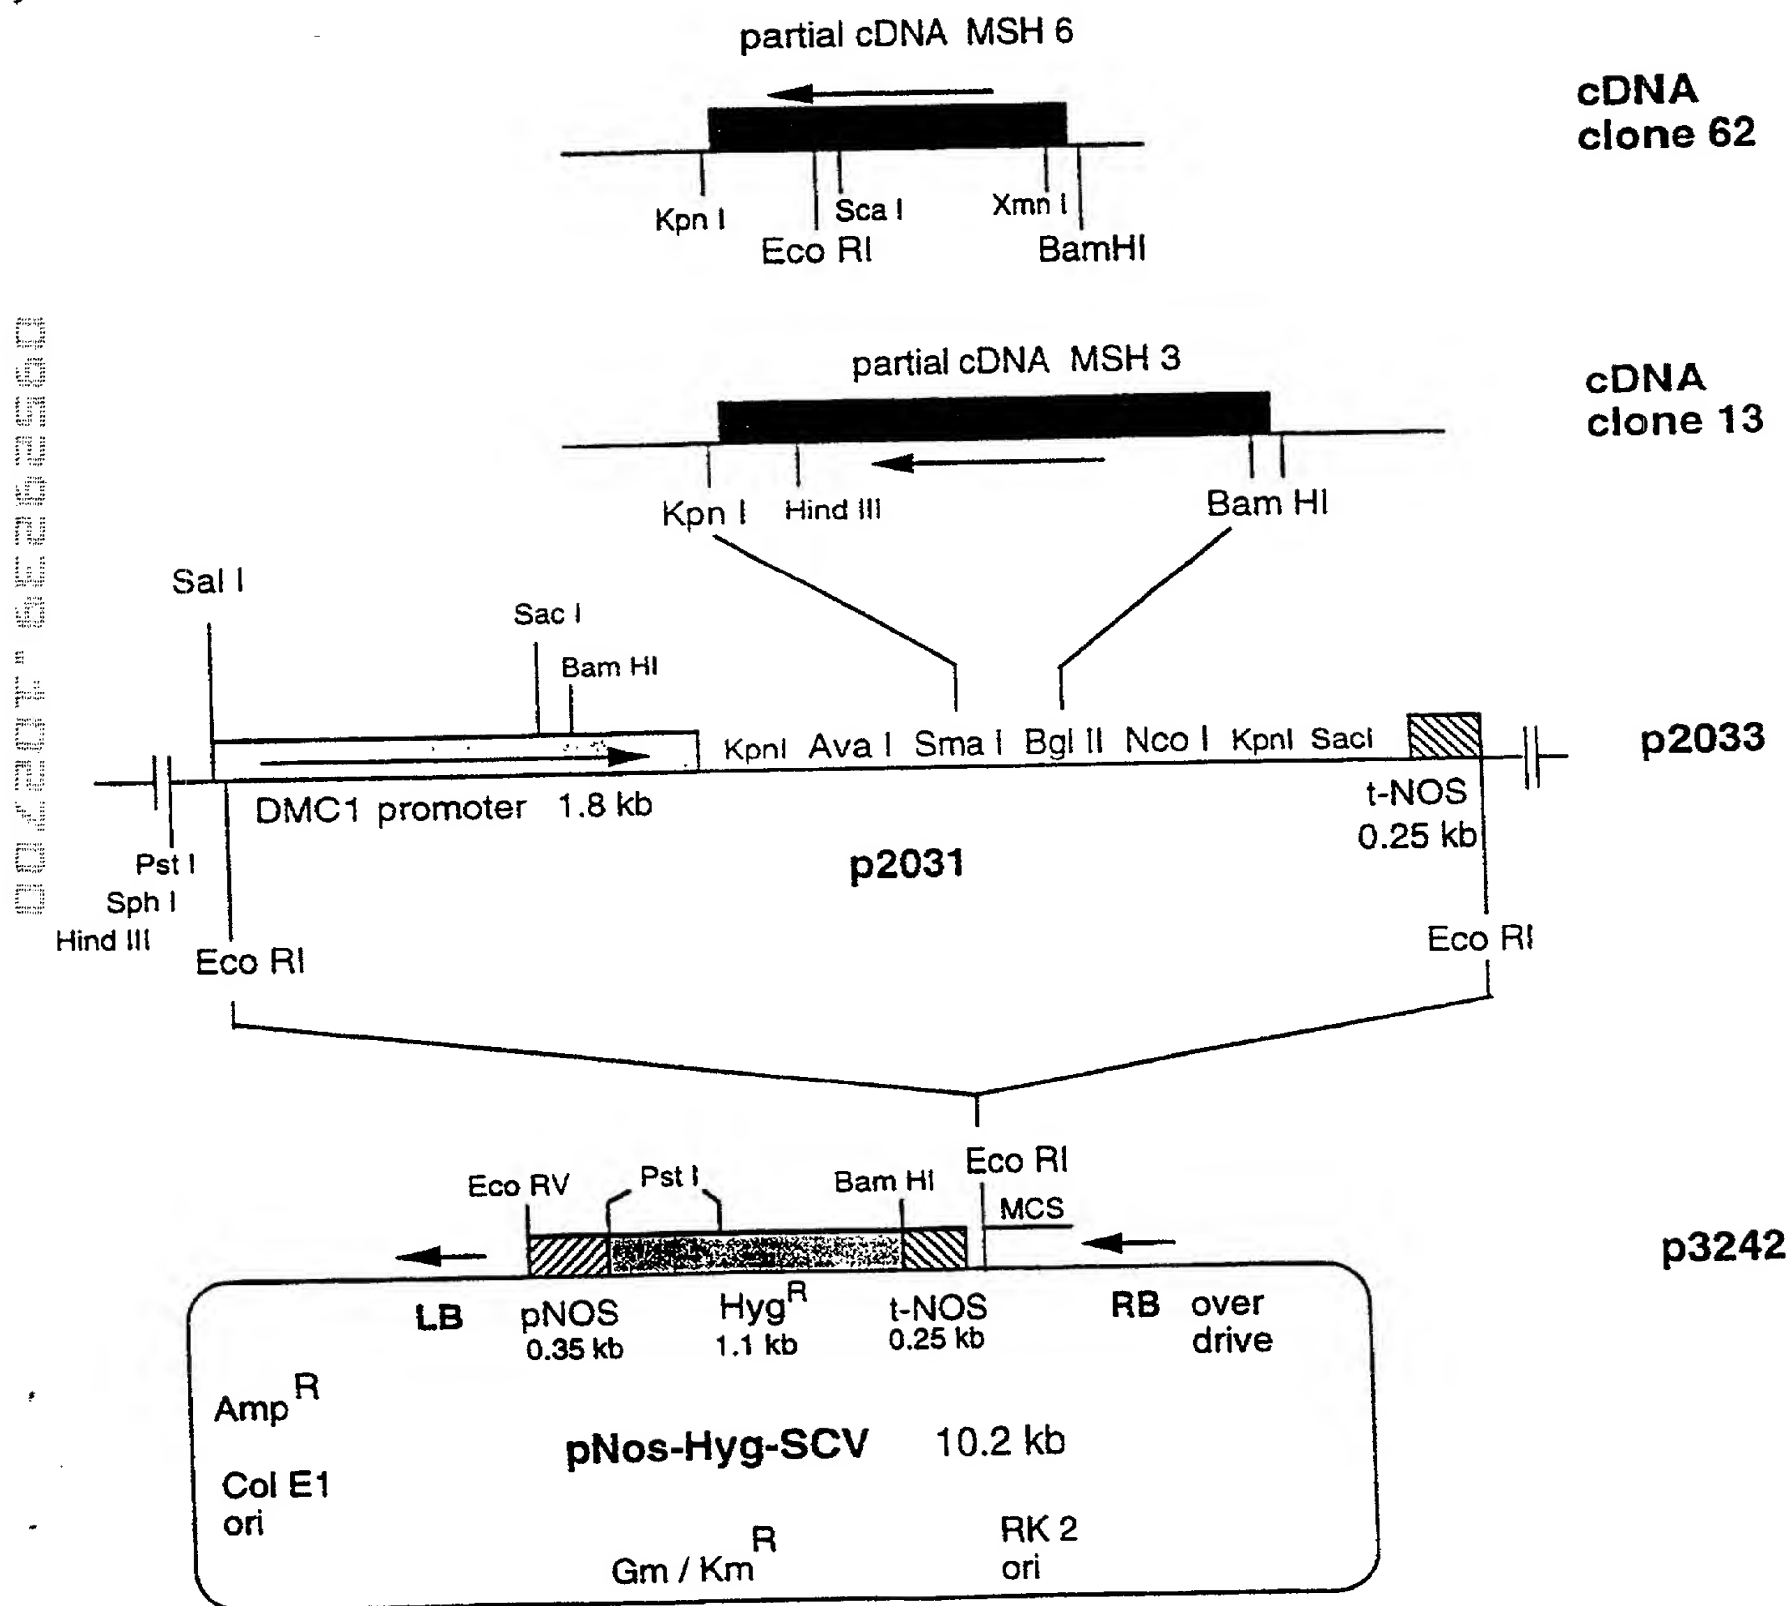 partial cDNA MSH 6
cDNA
clone 62
Kpn I
Sca I
Xmn I
Eco RI
BamHI
partial cDNA MSH 3
cDNA
clone 13
Kpn I
Hind III
Bam HI
Sal I
Sac I
Bam HI
KpnI Ava I Sma I Bgl II Nco I KpnI SacI
p2033
DMC1 promoter 1.8 kb
t-NOS
0.25 kb
p2031
Pst I
Sph I
Hind III
Eco RI
Eco RI
Eco RI
Eco RV
Pst I
Bam HI
MCS
p3242
LB
pNOS
0.35 kb
Hyg R
1.1 kb
t-NOS
0.25 kb
RB
over
drive
Amp R
pNos-Hyg-SCV 10.2 kb
Col E1
ori
Gm / Km R
RK 2
ori